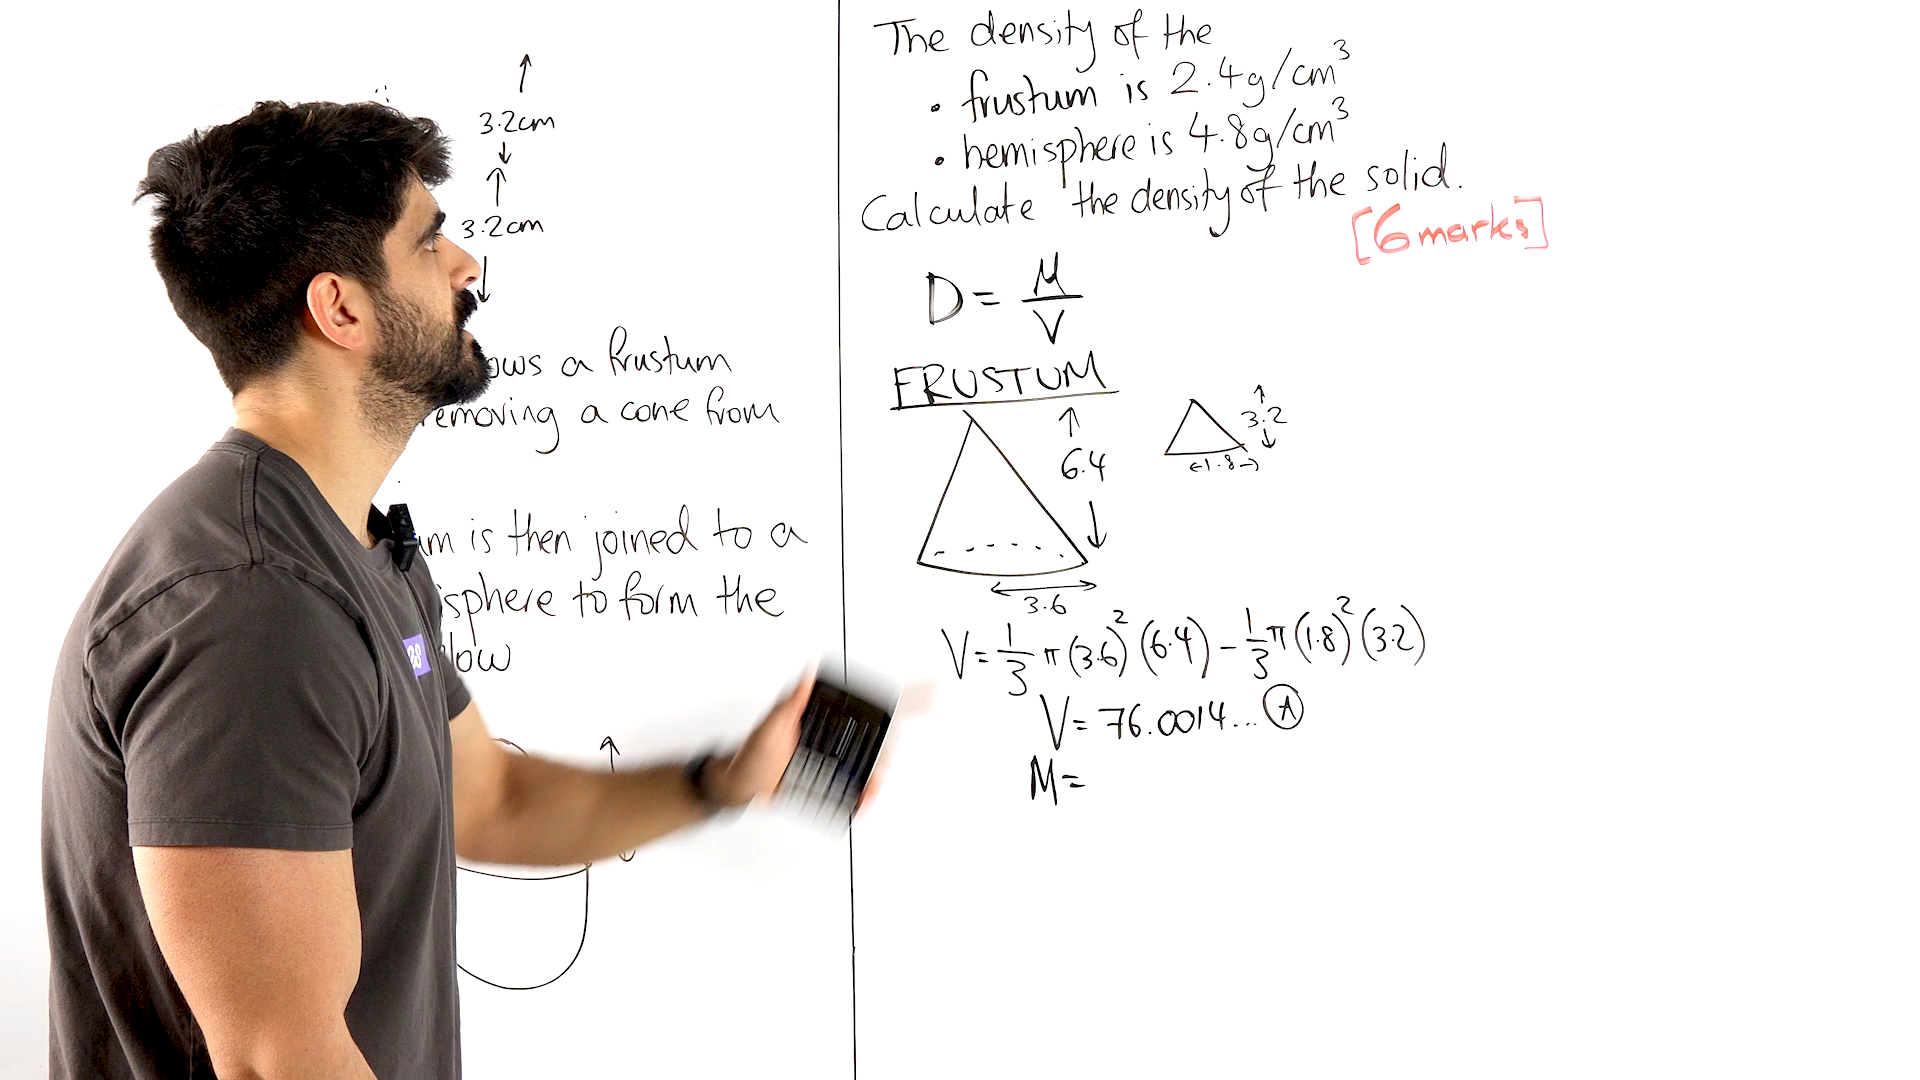 3.2cm
3.2cm
ows a frustum
emoving a cone from
m is then joined to a
isphere to form the
low
The density of the
• frustum is 2.4g/cm³
• hemisphere is 4.8g/cm³
Calculate the density of the solid.
[6 marks]
D = M/V
FRUSTUM
6.4
3.6
3.2
1.8
V = 1/3 π (3.6)² (6.4) - 1/3 π (1.8)² (3.2)
V = 76.0014... Ⓐ
M =